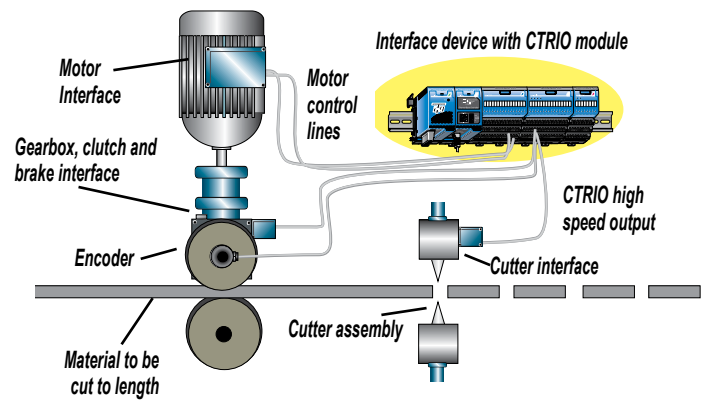 Interface device with CTRIO module
Motor
Interface
Motor
control
lines
Gearbox, clutch and
brake interface
CTRIO high
speed output
Encoder
Cutter interface
Cutter assembly
Material to be
cut to length